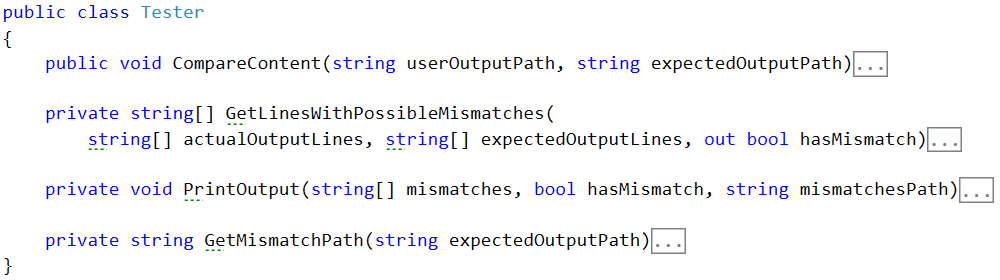 public class Tester
{
    public void CompareContent(string userOutputPath, string expectedOutputPath)...
    private string[] GetLinesWithPossibleMismatches(
        string[] actualOutputLines, string[] expectedOutputLines, out bool hasMismatch)...
    private void PrintOutput(string[] mismatches, bool hasMismatch, string mismatchesPath)...
    private string GetMismatchPath(string expectedOutputPath)...
}